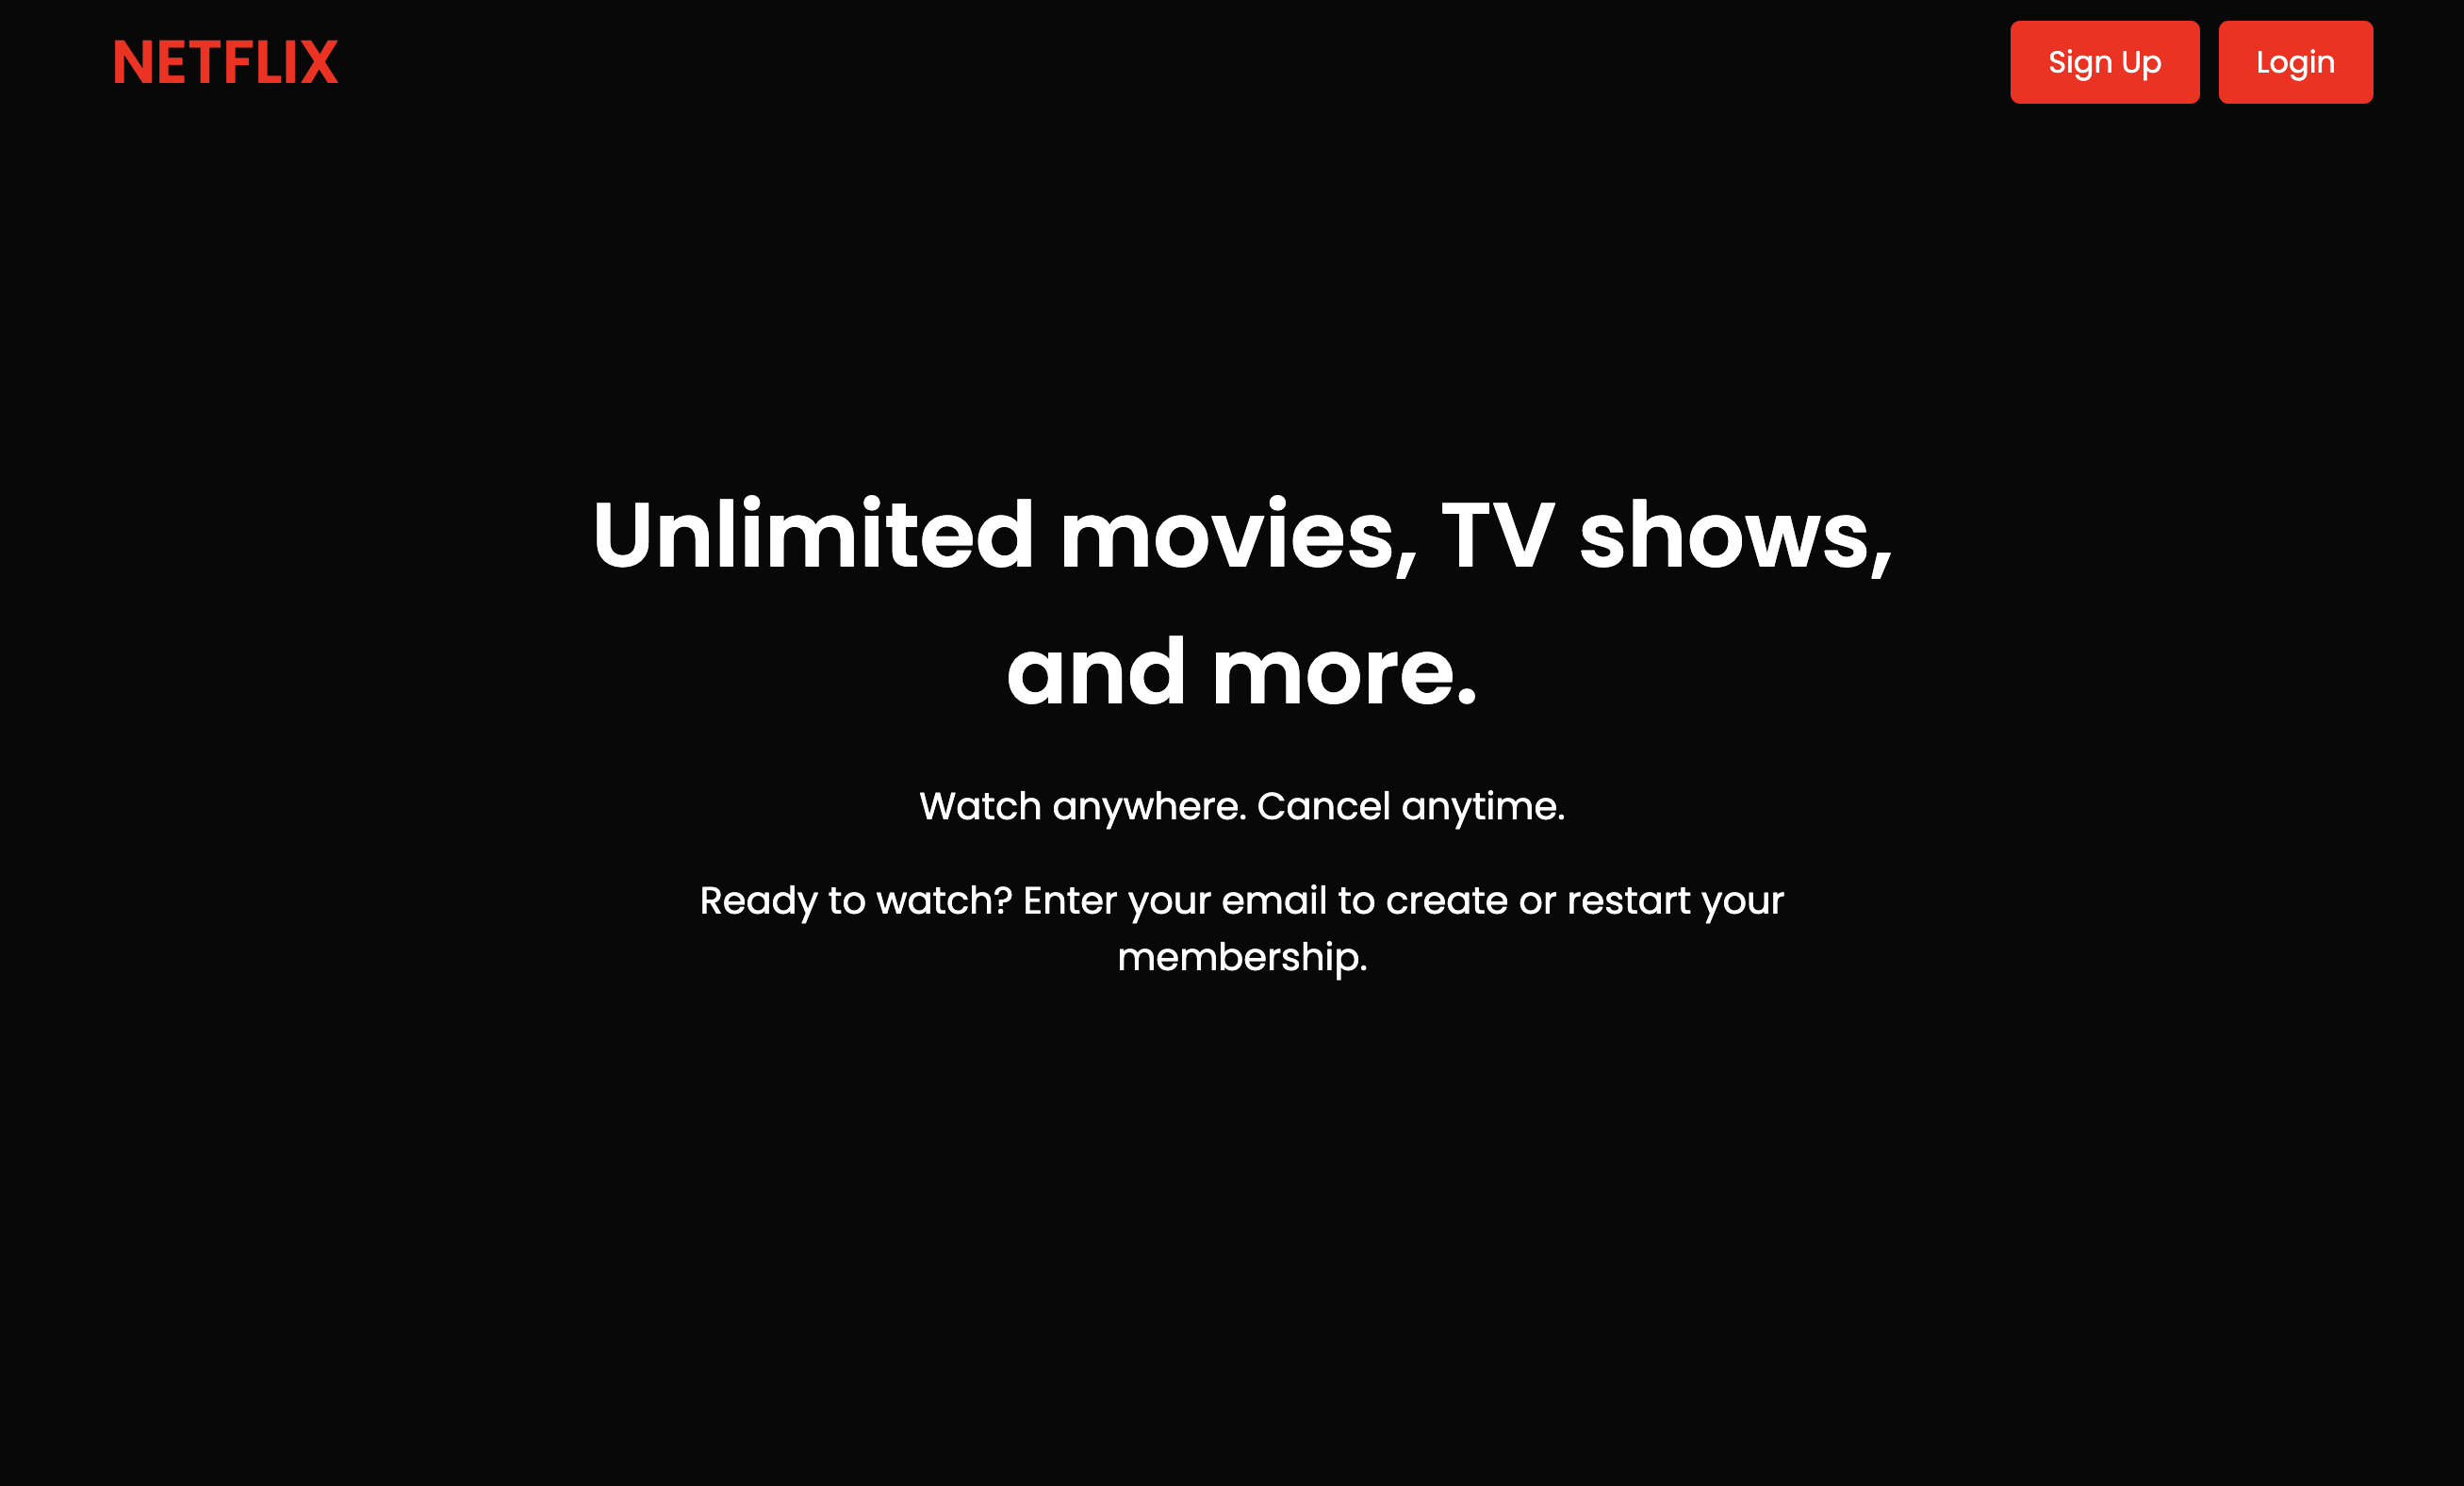 NETFLIX
Sign Up
Login
Unlimited movies, TV shows,
and more.
Watch anywhere. Cancel anytime.
Ready to watch? Enter your email to create or restart your
membership.